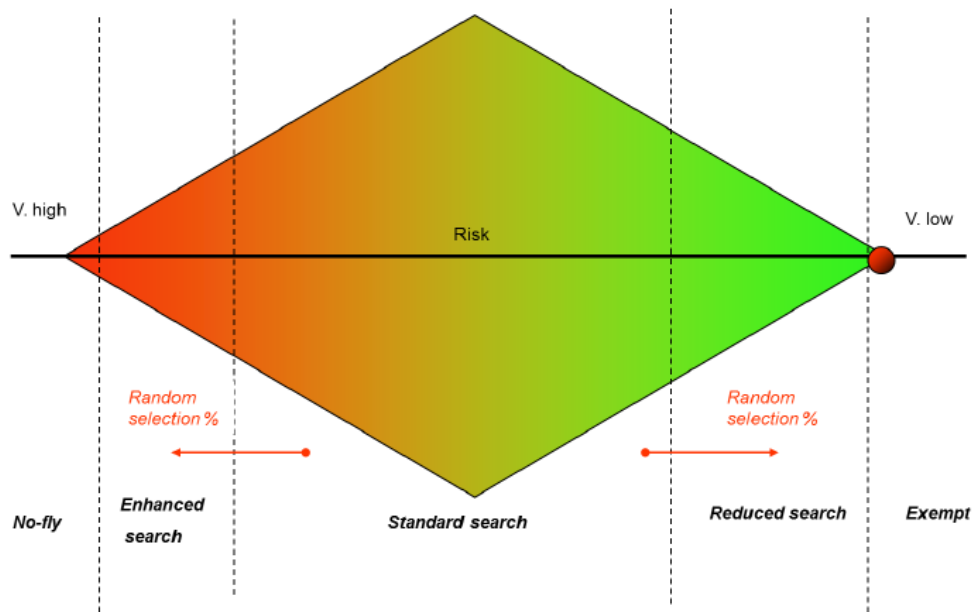 V. high
Risk
V. low
Random
selection %
Random
selection %
No-fly
Enhanced
search
Standard search
Reduced search
Exempt